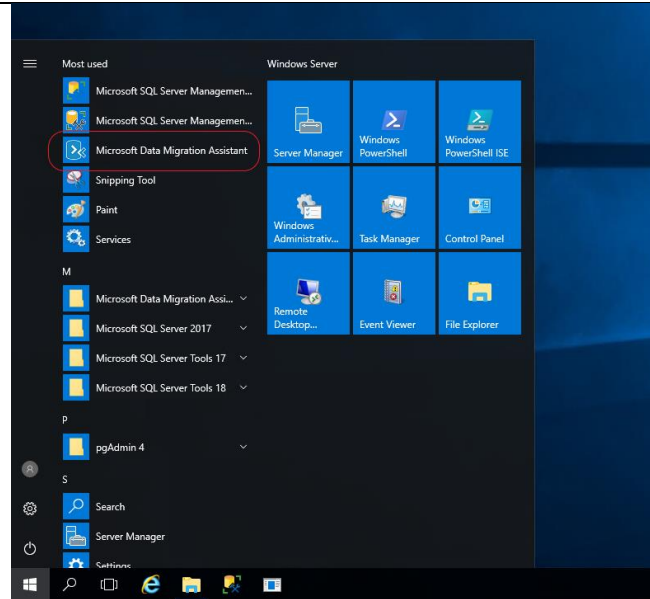 Most used
Microsoft SQL Server Managemen...
Microsoft SQL Server Managemen...
Microsoft Data Migration Assistant
Snipping Tool
Paint
Services
M
Microsoft Data Migration Assi...
Microsoft SQL Server 2017
Microsoft SQL Server Tools 17
Microsoft SQL Server Tools 18
P
pgAdmin 4
S
Search
Server Manager
Settings
Windows Server
Server Manager
Windows
PowerShell
Windows
PowerShell ISE
Windows
Administrativ...
Task Manager
Control Panel
Remote
Desktop...
Event Viewer
File Explorer